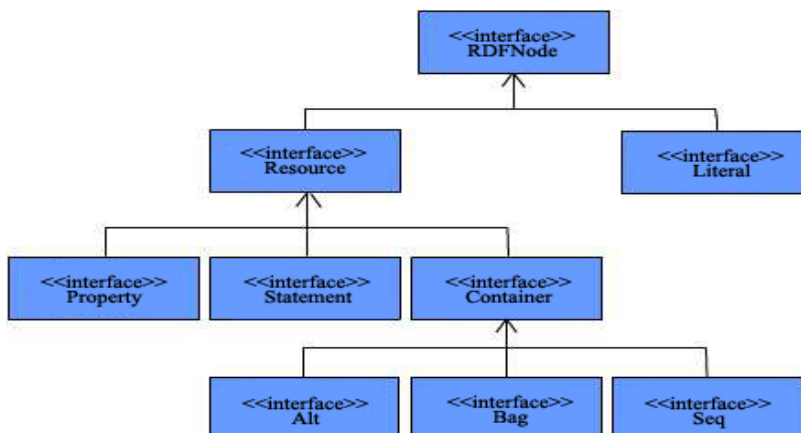 <<interface>>
RDFNode
<<interface>>
Resource
<<interface>>
Literal
<<interface>>
Property
<<interface>>
Statement
<<interface>>
Container
<<interface>>
Alt
<<interface>>
Bag
<<interface>>
Seq